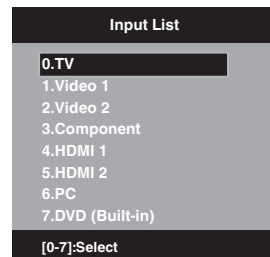 Input List
0.TV
1.Video 1
2.Video 2
3.Component
4.HDMI 1
5.HDMI 2
6.PC
7.DVD (Built-in)
[0-7]:Select